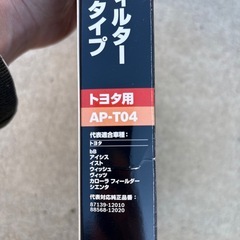 ィルター
タイプ
トヨタ用
AP-T04
代表適合車種：
トヨタ
bB
アイシス
イスト
ウィッシュ
ヴィッツ
カローラ フィールダー
シエンタ
代表対応純正品番：
87139-12010
88568-12020